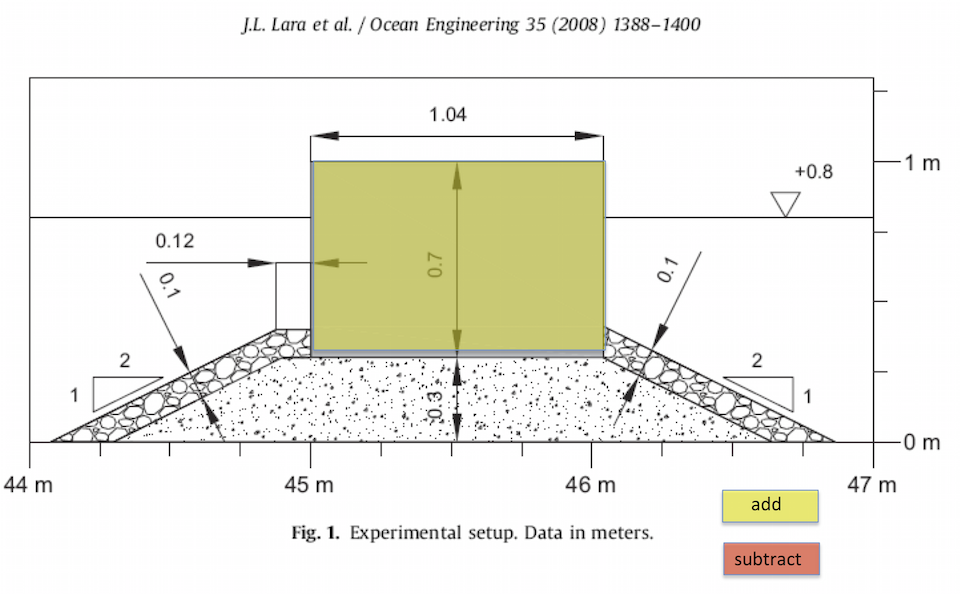 J.L. Lara et al. / Ocean Engineering 35 (2008) 1388–1400
1.04
1 m
+0.8
0.12
0.1
0.7
0.1
2
1
2
1
0.3
0 m
44 m 45 m 46 m 47 m
add
Fig. 1. Experimental setup. Data in meters.
subtract